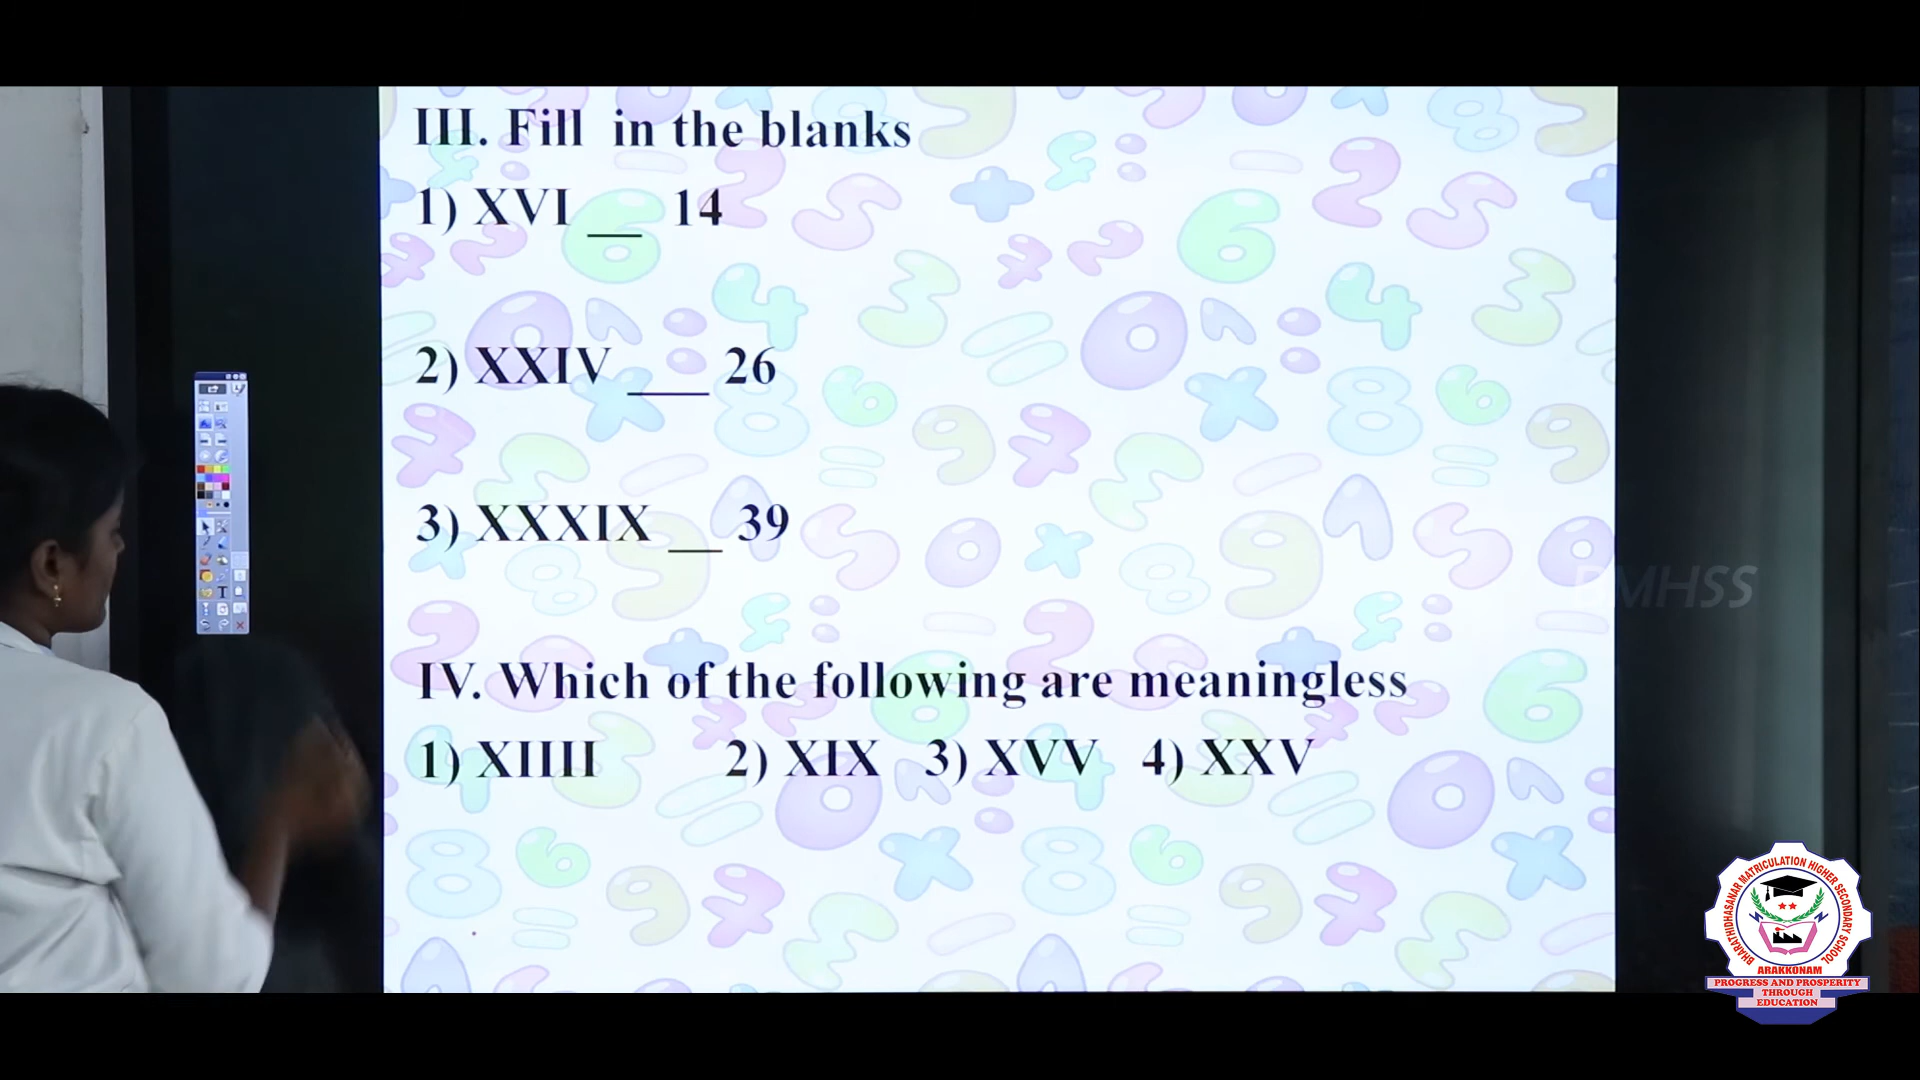 III. Fill in the blanks
1) XVI __ 14
2) XXIV ___ 26
3) XXXIX __ 39
IV. Which of the following are meaningless
1) XIIII 2) XIX 3) XVV 4) XXV
BMHSS
BHARATHIDHASANAR MATRICULATION HIGHER SECONDARY SCHOOL
ARAKKONAM
PROGRESS AND PROSPERITY
THROUGH
EDUCATION